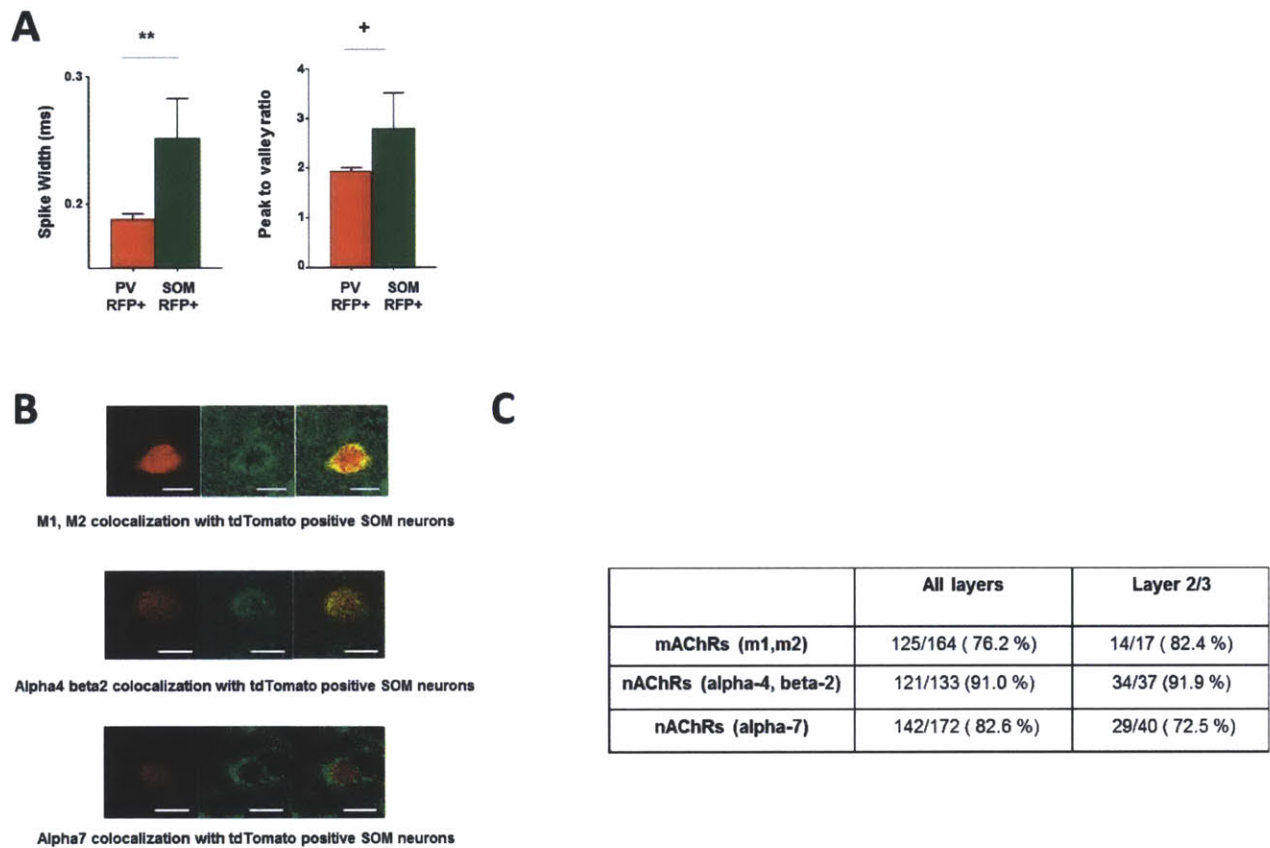 A
**
+
0.3
0.2
Spike Width (ms)
PV SOM
RFP+ RFP+
4
3
2
1
0
Peak to valley ratio
PV SOM
RFP+ RFP+
B
M1, M2 colocalization with tdTomato positive SOM neurons
Alpha4 beta2 colocalization with tdTomato positive SOM neurons
Alpha7 colocalization with tdTomato positive SOM neurons
C
All layers Layer 2/3
mAChRs (m1,m2) 125/164 ( 76.2 %) 14/17 ( 82.4 %)
nAChRs (alpha-4, beta-2) 121/133 (91.0 %) 34/37 (91.9 %)
nAChRs (alpha-7) 142/172 ( 82.6 %) 29/40 ( 72.5 %)